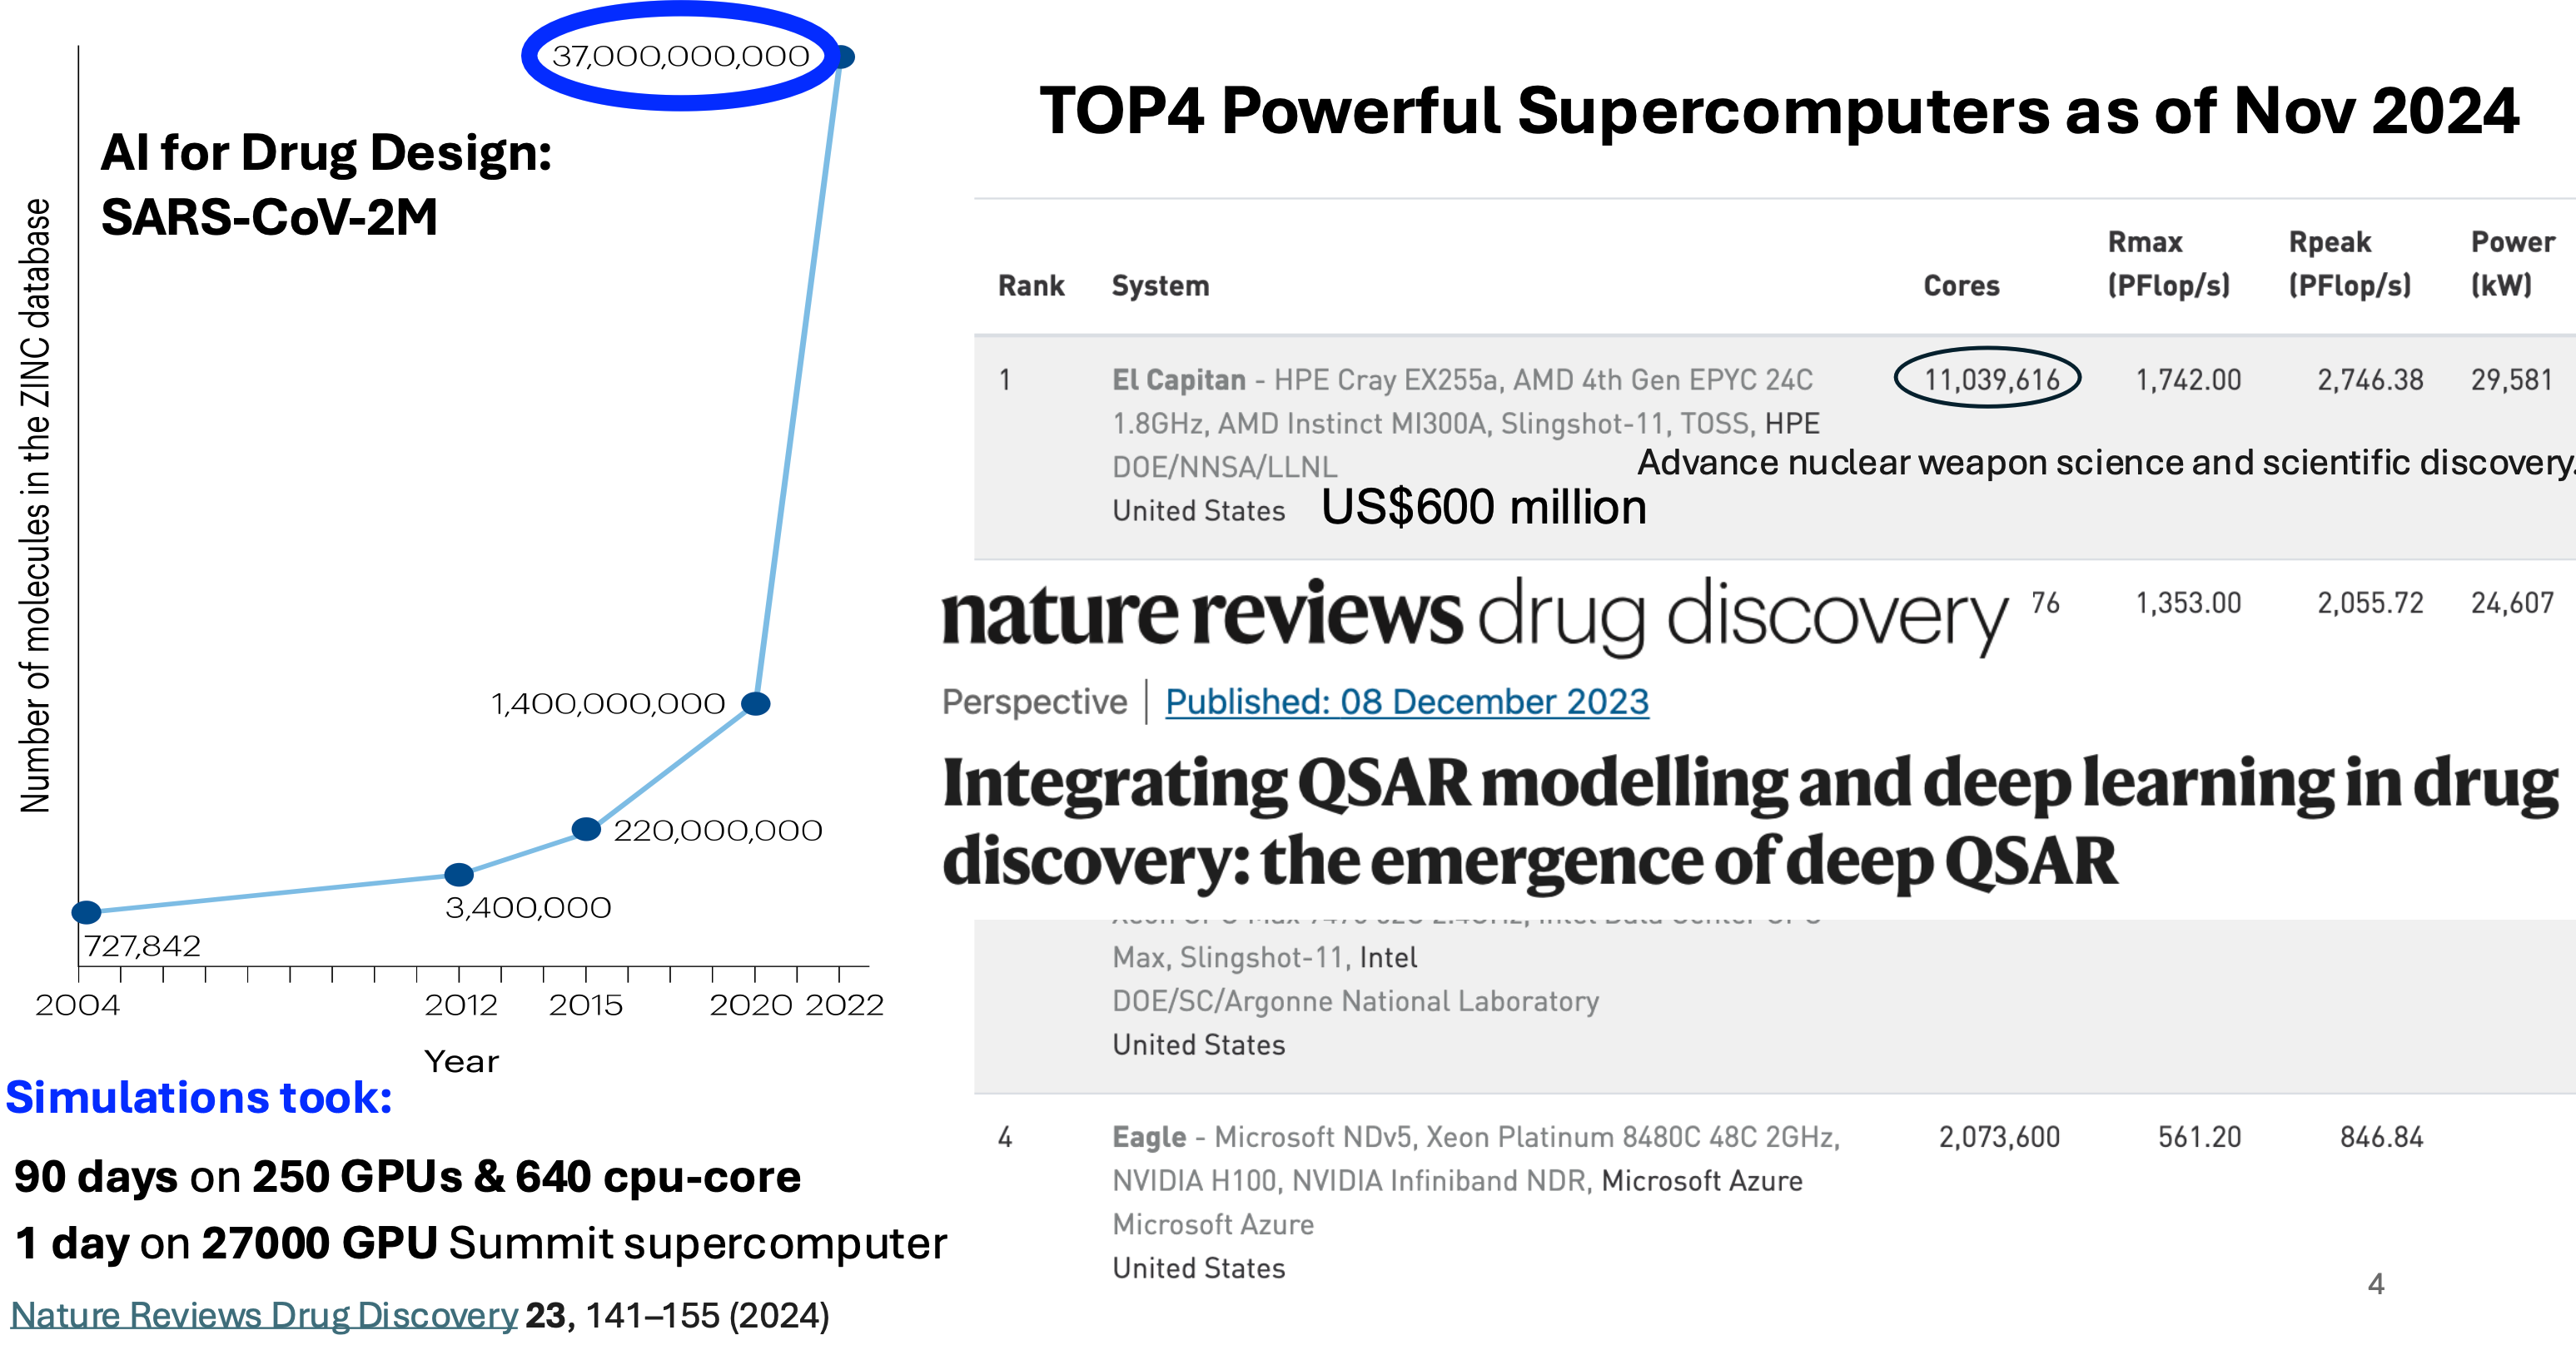 37,000,000,000
AI for Drug Design:
SARS-CoV-2M
Number of molecules in the ZINC database
1,400,000,000
220,000,000
3,400,000
727,842
2004 2012 2015 2020 2022
Year
Simulations took:
90 days on 250 GPUs & 640 cpu-core
1 day on 27000 GPU Summit supercomputer
Nature Reviews Drug Discovery 23, 141–155 (2024)
TOP4 Powerful Supercomputers as of Nov 2024
Rank System Cores Rmax (PFlop/s) Rpeak (PFlop/s) Power (kW)
1 El Capitan - HPE Cray EX255a, AMD 4th Gen EPYC 24C 11,039,616 1,742.00 2,746.38 29,581
1.8GHz, AMD Instinct MI300A, Slingshot-11, TOSS, HPE
DOE/NNSA/LLNL
Advance nuclear weapon science and scientific discovery.
United States
US$600 million
nature reviews drug discovery
76 1,353.00 2,055.72 24,607
Perspective | Published: 08 December 2023
Integrating QSAR modelling and deep learning in drug
discovery: the emergence of deep QSAR
Max, Slingshot-11, Intel
DOE/SC/Argonne National Laboratory
United States
4 Eagle - Microsoft NDv5, Xeon Platinum 8480C 48C 2GHz, 2,073,600 561.20 846.84
NVIDIA H100, NVIDIA Infiniband NDR, Microsoft Azure
Microsoft Azure
United States
4